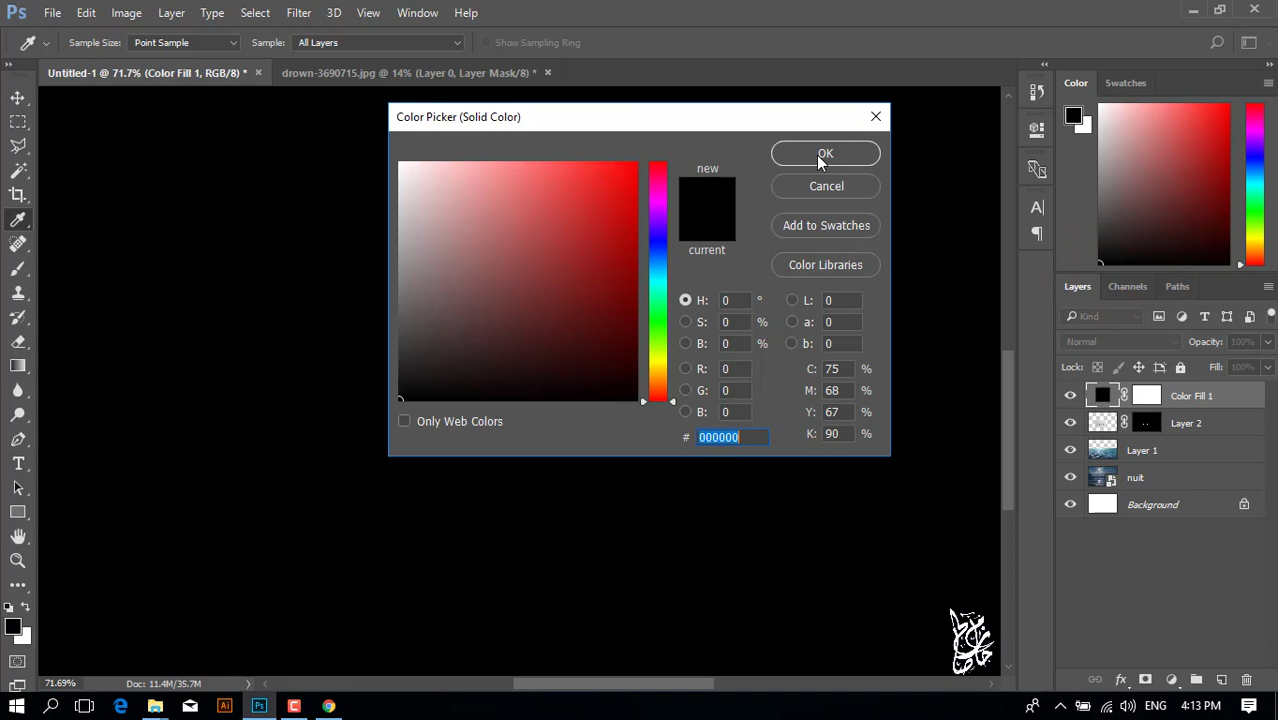 Ps File Edit Image Layer Type Select Filter 3D View Window Help
Sample Size: Point Sample Sample: All Layers Show Sampling Ring
Untitled-1 @ 71.7% (Color Fill 1, RGB/8) * drown-3690715.jpg @ 14% (Layer 0, Layer Mask/8) *
Color Swatches
Color Picker (Solid Color)
OK
new
Cancel
Add to Swatches
current
Color Libraries
H: 0 ° L: 0
S: 0 % a: 0
B: 0 % b: 0
R: 0 C: 75 %
G: 0 M: 68 %
B: 0 Y: 67 %
# 000000 K: 90 %
Only Web Colors
Layers Channels Paths
Kind
Normal Opacity: 100%
Lock: Fill: 100%
Color Fill 1
Layer 2
Layer 1
nuit
Background
71.69% Doc: 11.4M/35.7M
Ai Ps ENG 4:13 PM